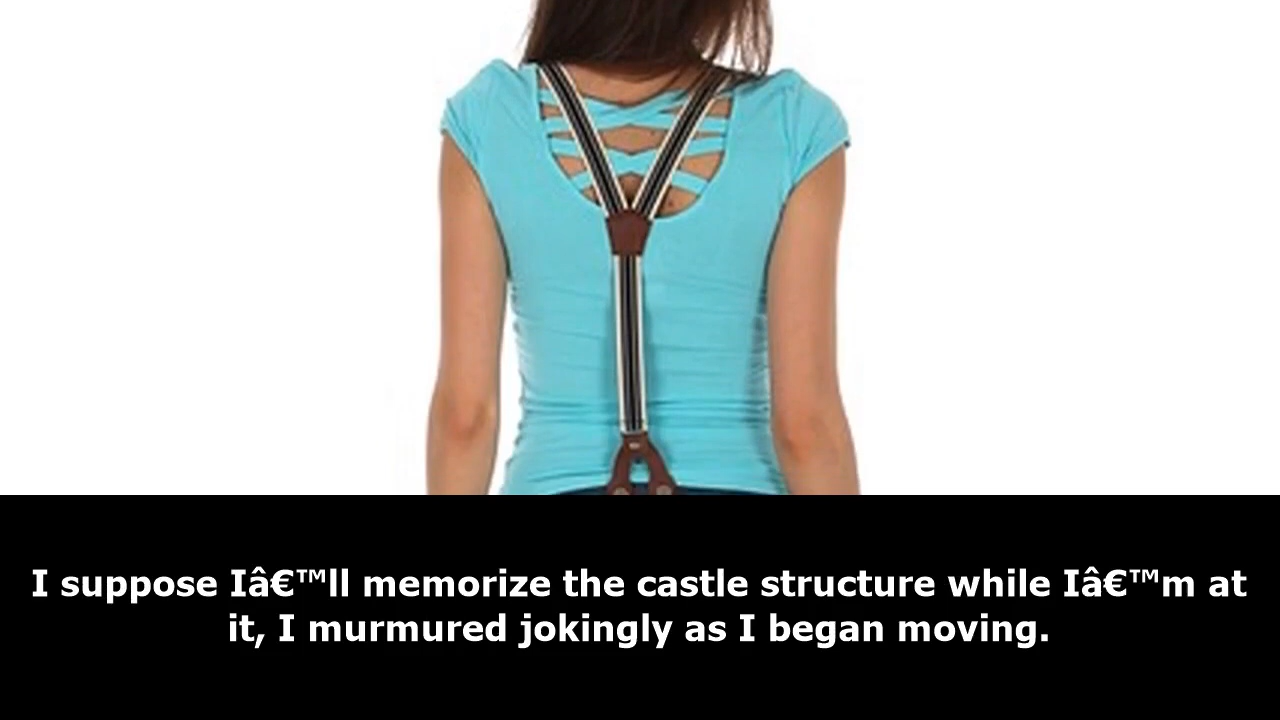 I suppose Iâ€™ll memorize the castle structure while Iâ€™m at
it, I murmured jokingly as I began moving.